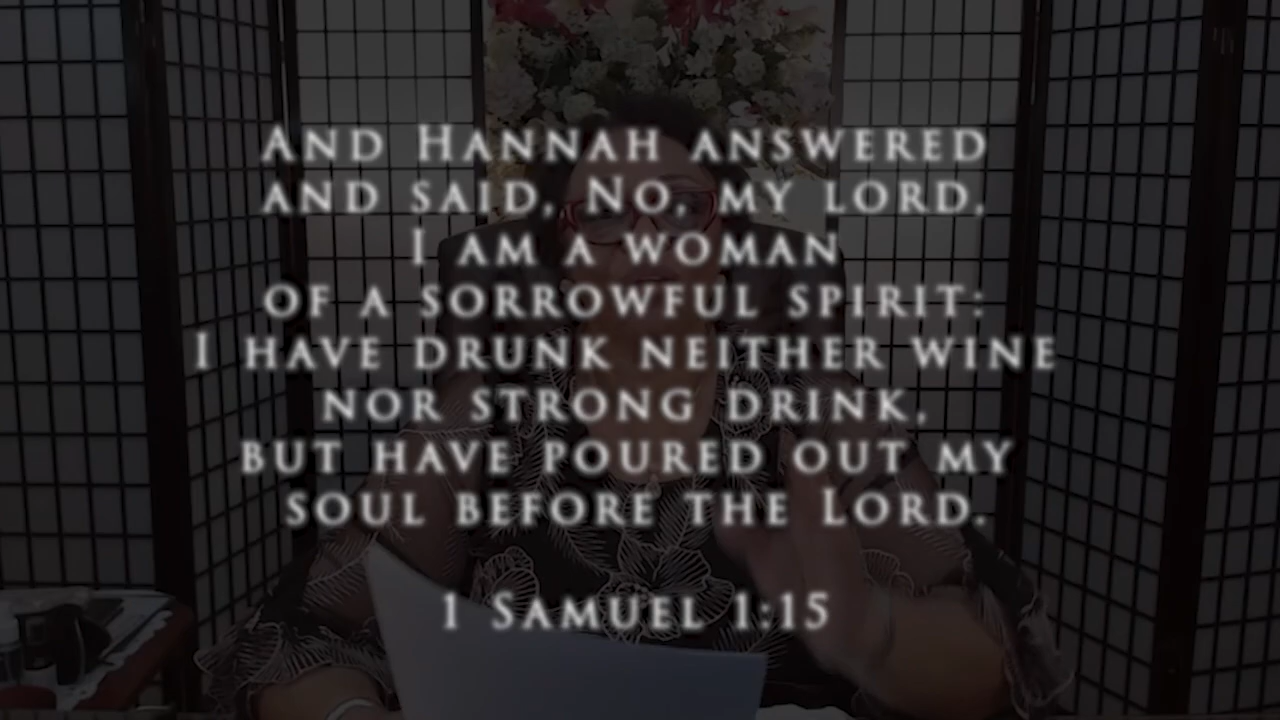 And Hannah answered
and said, No, my lord,
I am a woman
of a sorrowful spirit:
I have drunk neither wine
nor strong drink,
but have poured out my
soul before the Lord.
1 Samuel 1:15